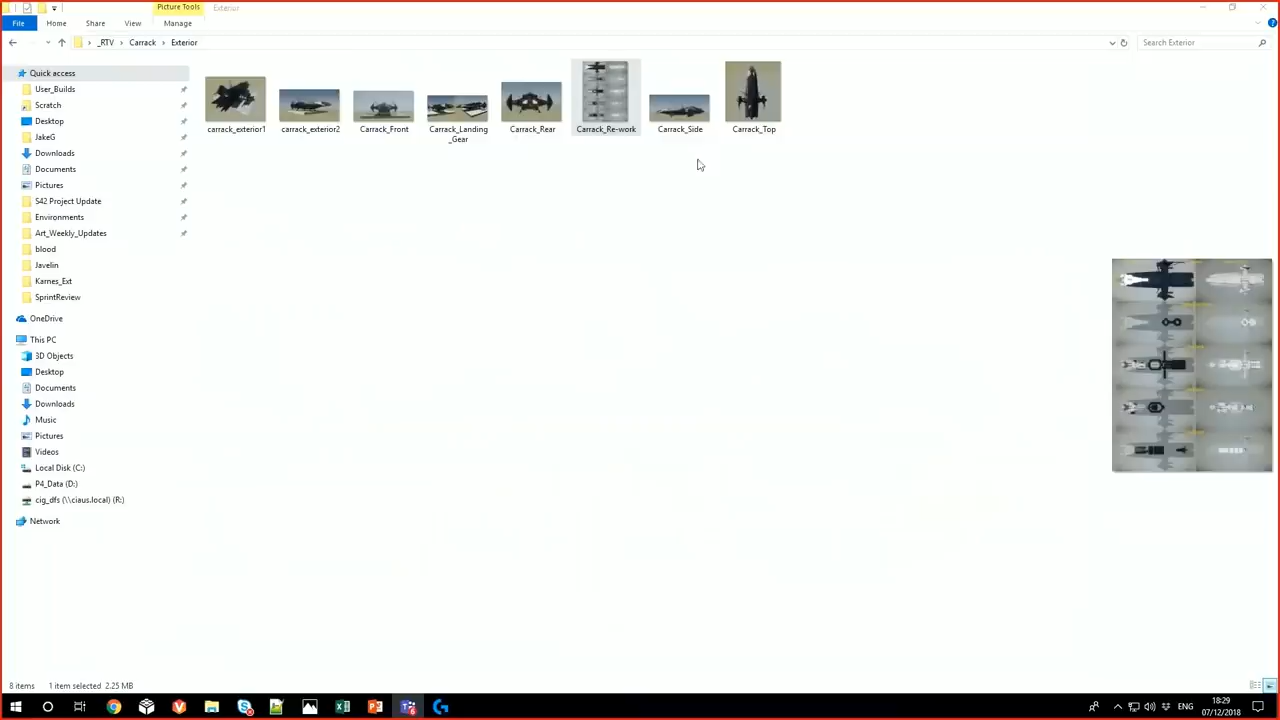 Picture Tools
Exterior
File
Home
Share
View
Manage
_RTV
Carrack
Exterior
Search Exterior
Quick access
User_Builds
Scratch
Desktop
JakeG
Downloads
Documents
Pictures
S42 Project Update
Environments
Art_Weekly_Updates
blood
Javelin
Karnes_Ext
SprintReview
OneDrive
This PC
3D Objects
Desktop
Documents
Downloads
Music
Pictures
Videos
Local Disk (C:)
P4_Data (D:)
cig_dfs (\\ciaus.local) (R:)
Network
carrack_exterior1
carrack_exterior2
Carrack_Front
Carrack_Landing
_Gear
Carrack_Rear
Carrack_Re-work
Carrack_Side
Carrack_Top
8 items
1 item selected 2.25 MB
ENG
18:29
07/12/2018